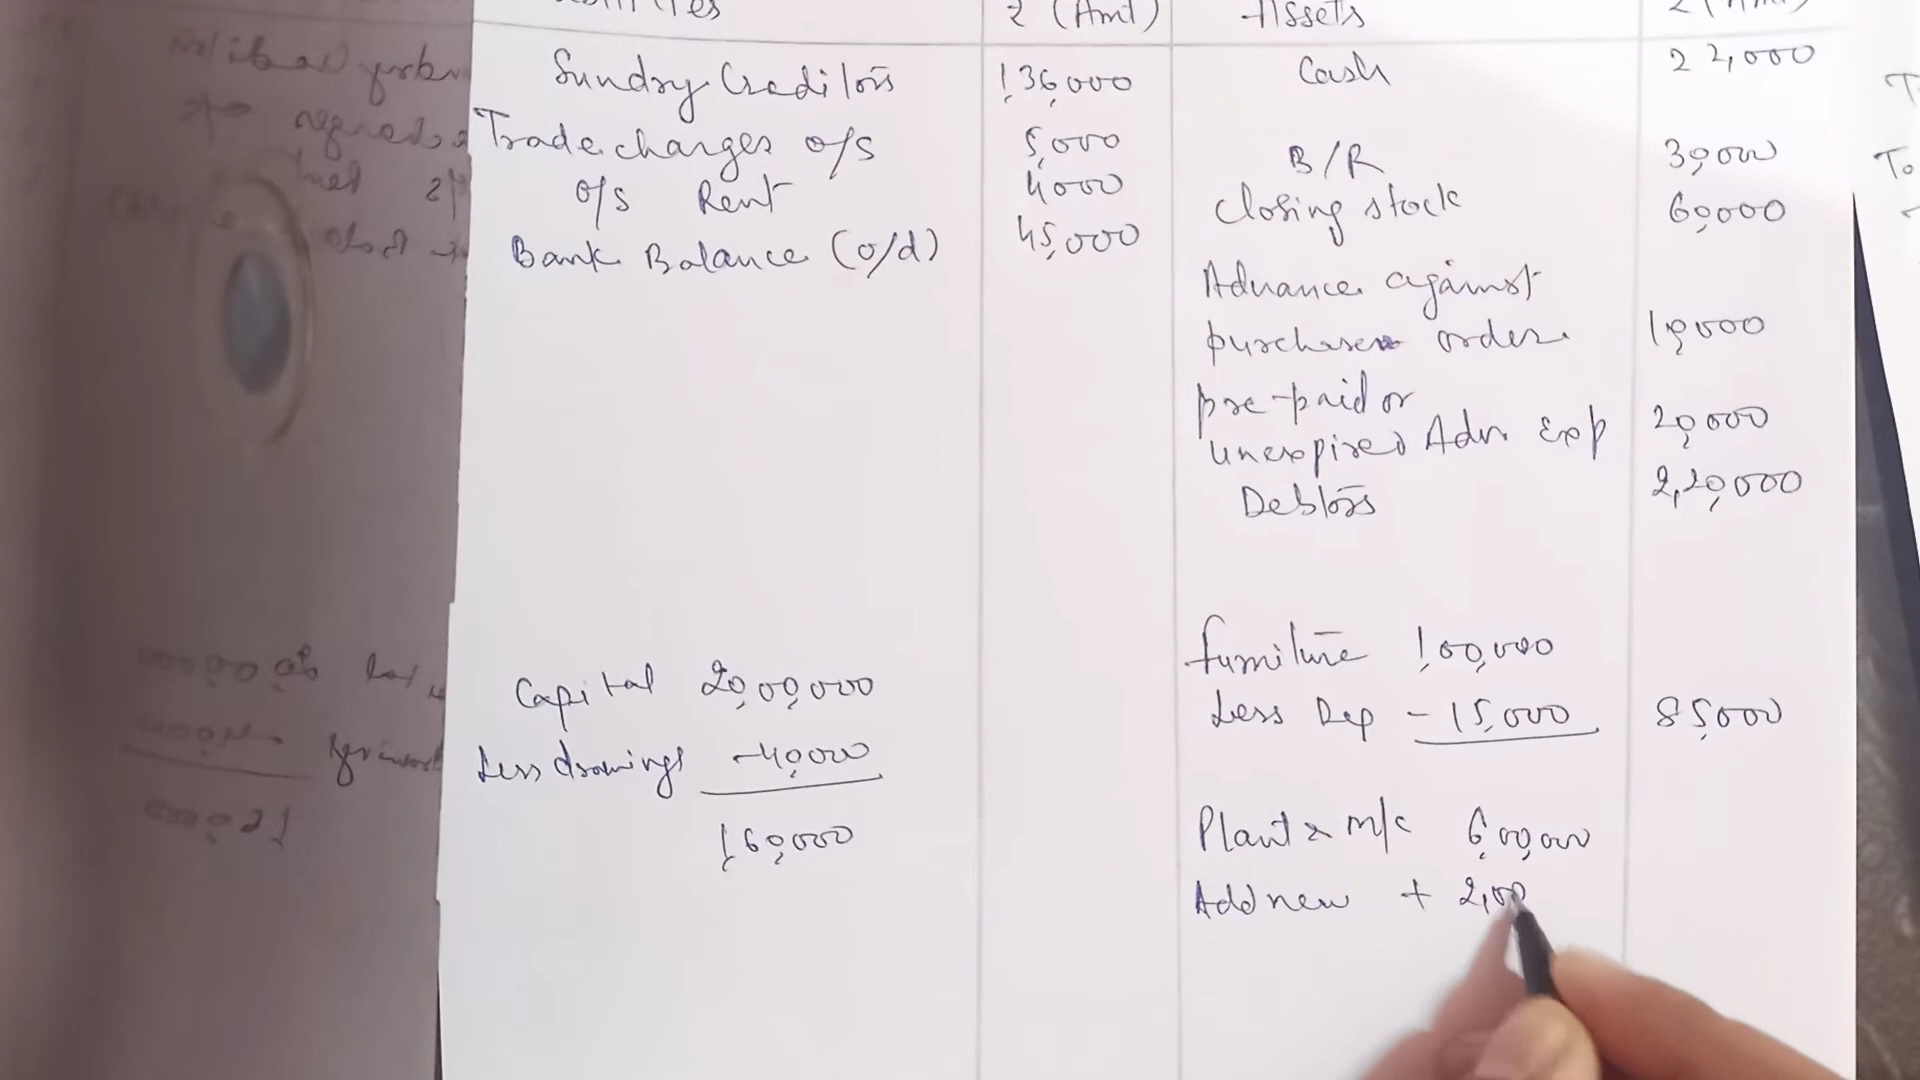 ₹ (Amt) Assets
Sundry Creditors 1,36,000 Cash 22,000
Trade charges o/s 5,000 B/R 30,000
o/s Rent 4000 closing stock 60,000
Bank Balance (o/d) 45,000
Advance against
purchase order 10,000
pre-paid or
unexpired Adv. Exp 20,000
Debtors 2,20,000
furniture 1,00,000
Capital 20,00,000 Less Dep - 15,000 85,000
Less drawings - 40,000
1,60,000 Plant & m/c 6,00,000
Add new + 2,00
To